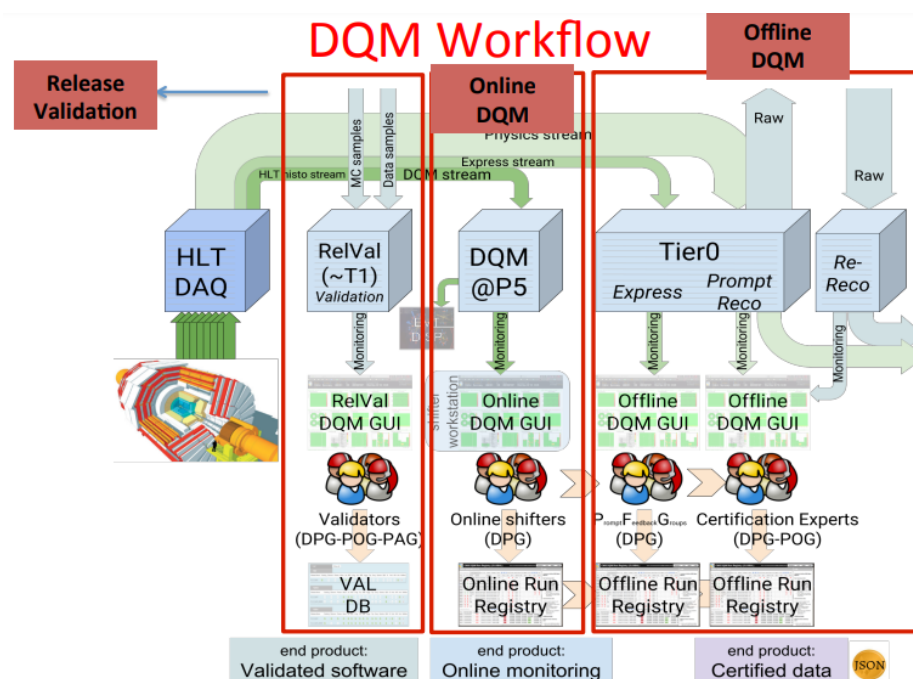 DQM Workflow
Release
Validation
Online
DQM
Offline
DQM
MC samples
Data samples
Physics stream
Express stream
HLT histo stream
DQM stream
Raw
Raw
HLT
DAQ
RelVal
(~T1)
Validation
DQM
@P5
Tier0
Express
Prompt
Reco
Re-
Reco
Evt
DISP
Monitoring
Monitoring
Monitoring
Monitoring
Monitoring
RelVal
DQM GUI
shifter
workstation
Online
DQM GUI
Offline
DQM GUI
Offline
DQM GUI
Validators
(DPG-POG-PAG)
Online shifters
(DPG)
PromptFeedbackGroups
(DPG)
Certification Experts
(DPG-POG)
VAL
DB
Online Run
Registry
Offline Run
Registry
Offline Run
Registry
end product:
Validated software
end product:
Online monitoring
end product:
Certified data
JSON